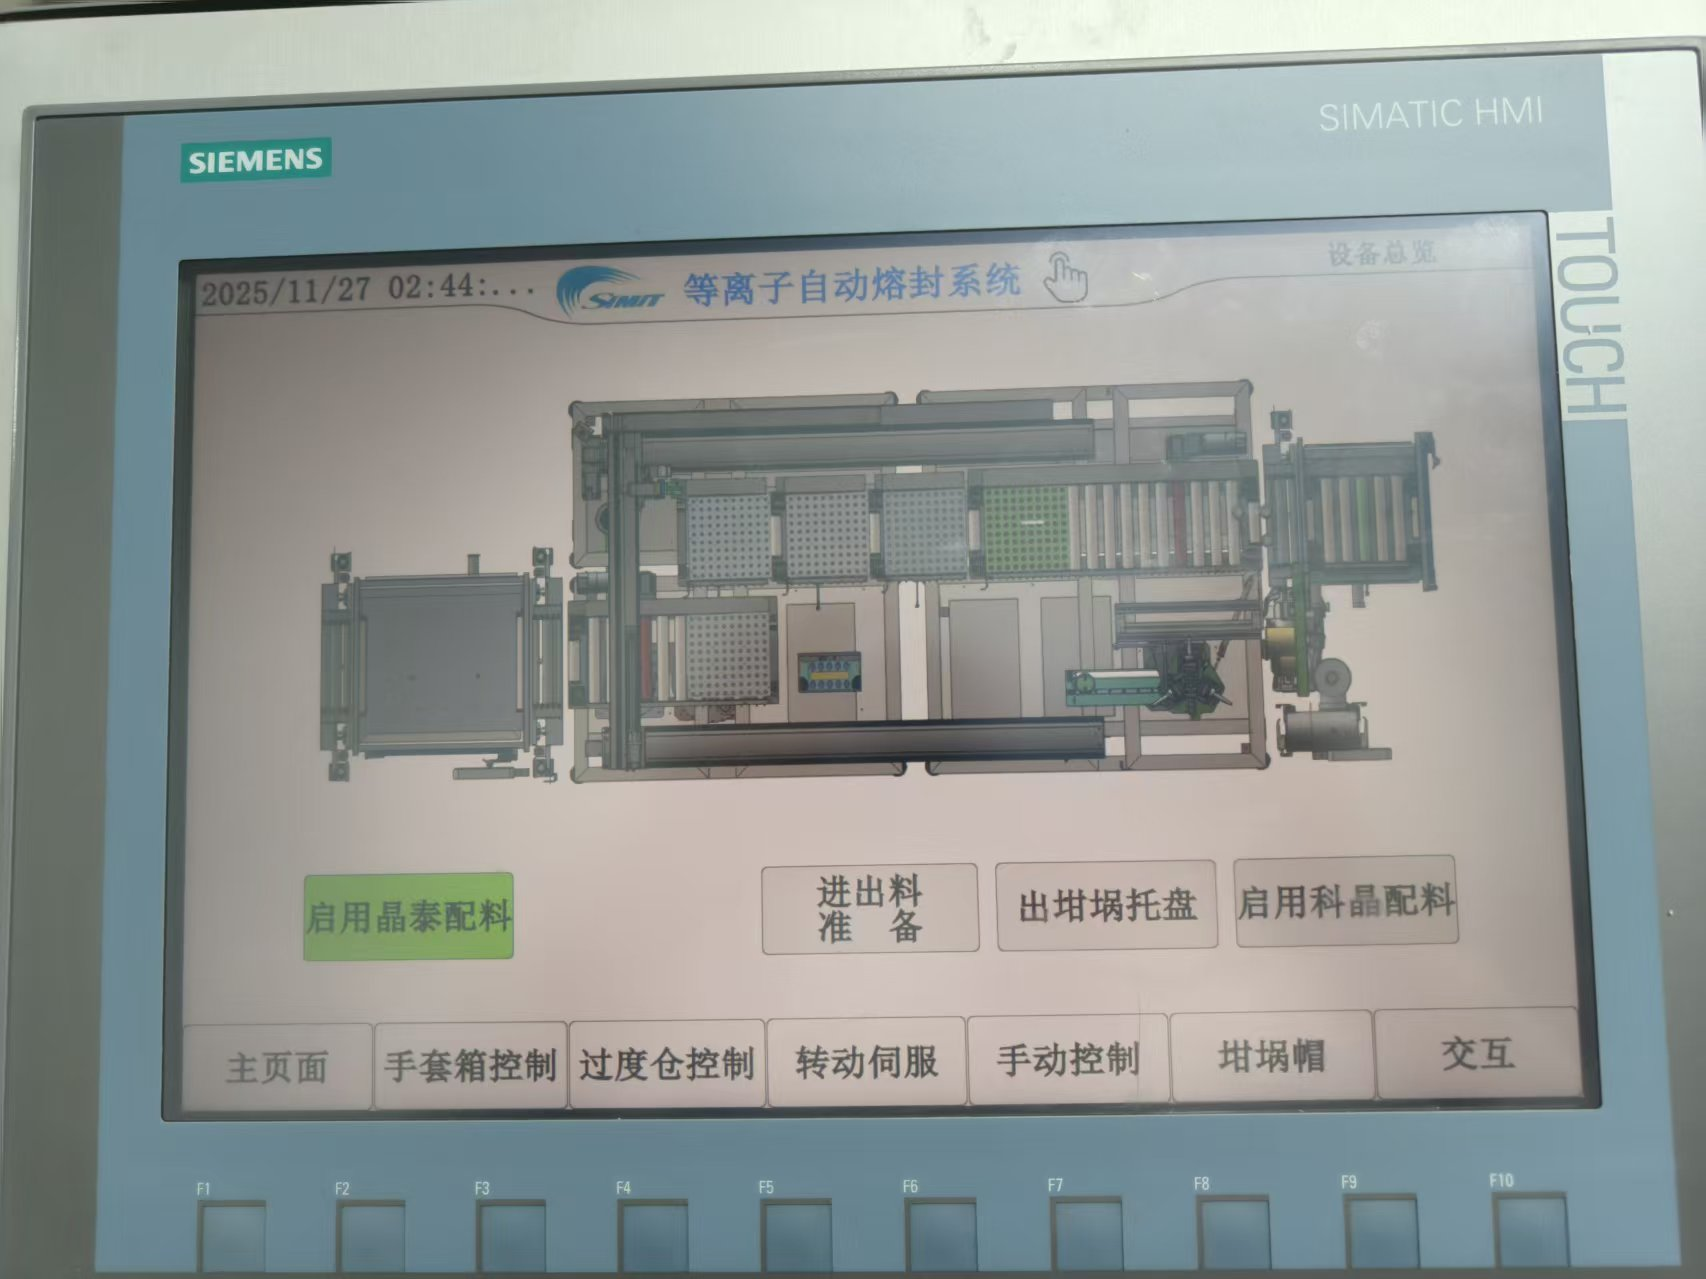 SIMATIC HMI
SIEMENS
TOUCH
2025/11/27 02:44:...
SIMIT
等离子自动熔封系统
设备总览
启用晶泰配料
进出料
准 备
出坩埚托盘
启用科晶配料
主页面
手套箱控制
过度仓控制
转动伺服
手动控制
坩埚帽
交互
F1
F2
F3
F4
F5
F6
F7
F8
F9
F10